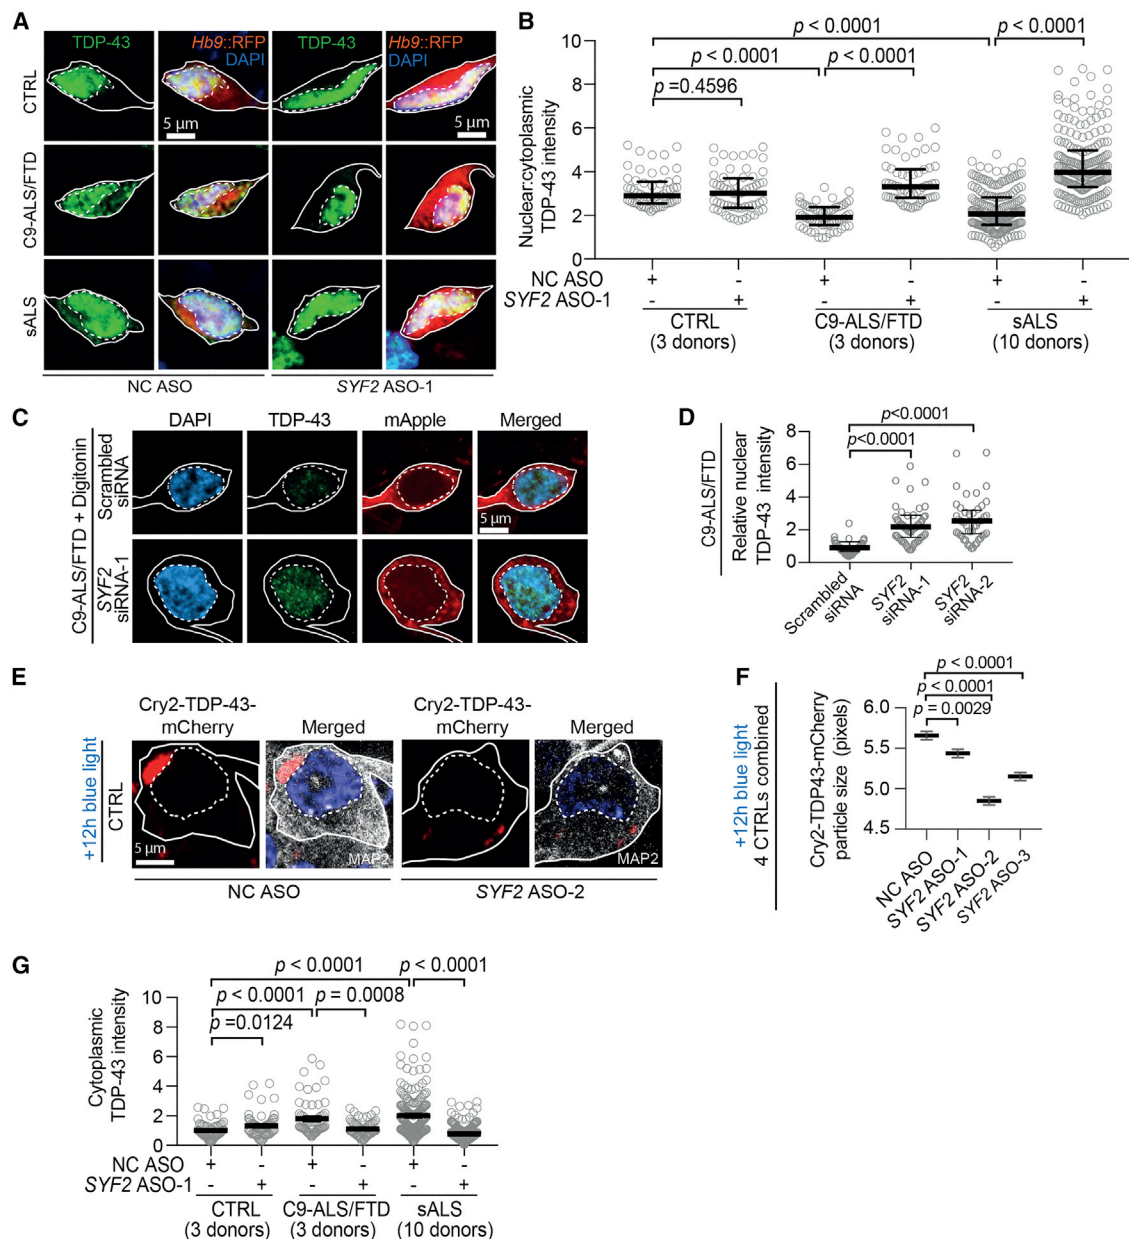 A
TDP-43
Hb9::RFP
DAPI
TDP-43
Hb9::RFP
DAPI
CTRL
5 µm
5 µm
C9-ALS/FTD
sALS
NC ASO
SYF2 ASO-1
B
p < 0.0001
p < 0.0001
p < 0.0001
p < 0.0001
p =0.4596
Nuclear:cytoplasmic
TDP-43 intensity
10
8
6
4
2
0
NC ASO + - + - + -
SYF2 ASO-1 - + - + - +
CTRL
(3 donors)
C9-ALS/FTD
(3 donors)
sALS
(10 donors)
C
DAPI
TDP-43
mApple
Merged
C9-ALS/FTD + Digitonin
Scrambled
siRNA
5 µm
SYF2
siRNA-1
D
p<0.0001
p<0.0001
C9-ALS/FTD
Relative nuclear
TDP-43 intensity
8
6
4
2
0
Scrambled
siRNA
SYF2
siRNA-1
SYF2
siRNA-2
E
Cry2-TDP-43-
mCherry
Merged
Cry2-TDP-43-
mCherry
Merged
+12h blue light
CTRL
5 µm
MAP2
MAP2
NC ASO
SYF2 ASO-2
F
p < 0.0001
p < 0.0001
p = 0.0029
+12h blue light
4 CTRLs combined
Cry2-TDP43-mCherry
particle size (pixels)
6.0
5.5
5.0
4.5
NC ASO
SYF2 ASO-1
SYF2 ASO-2
SYF2 ASO-3
G
p < 0.0001
p < 0.0001
p < 0.0001
p = 0.0008
p =0.0124
Cytoplasmic
TDP-43 intensity
10
8
6
4
2
0
NC ASO + - + - + -
SYF2 ASO-1 - + - + - +
CTRL
(3 donors)
C9-ALS/FTD
(3 donors)
sALS
(10 donors)